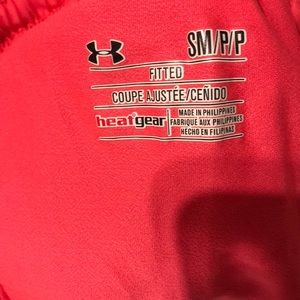 SM/P/P
FITTED
COUPE AJUSTÉE/CEÑIDO
heatgear
MADE IN PHILIPPINES
FABRIQUÉ AUX PHILIPPINES
HECHO EN FILIPINAS